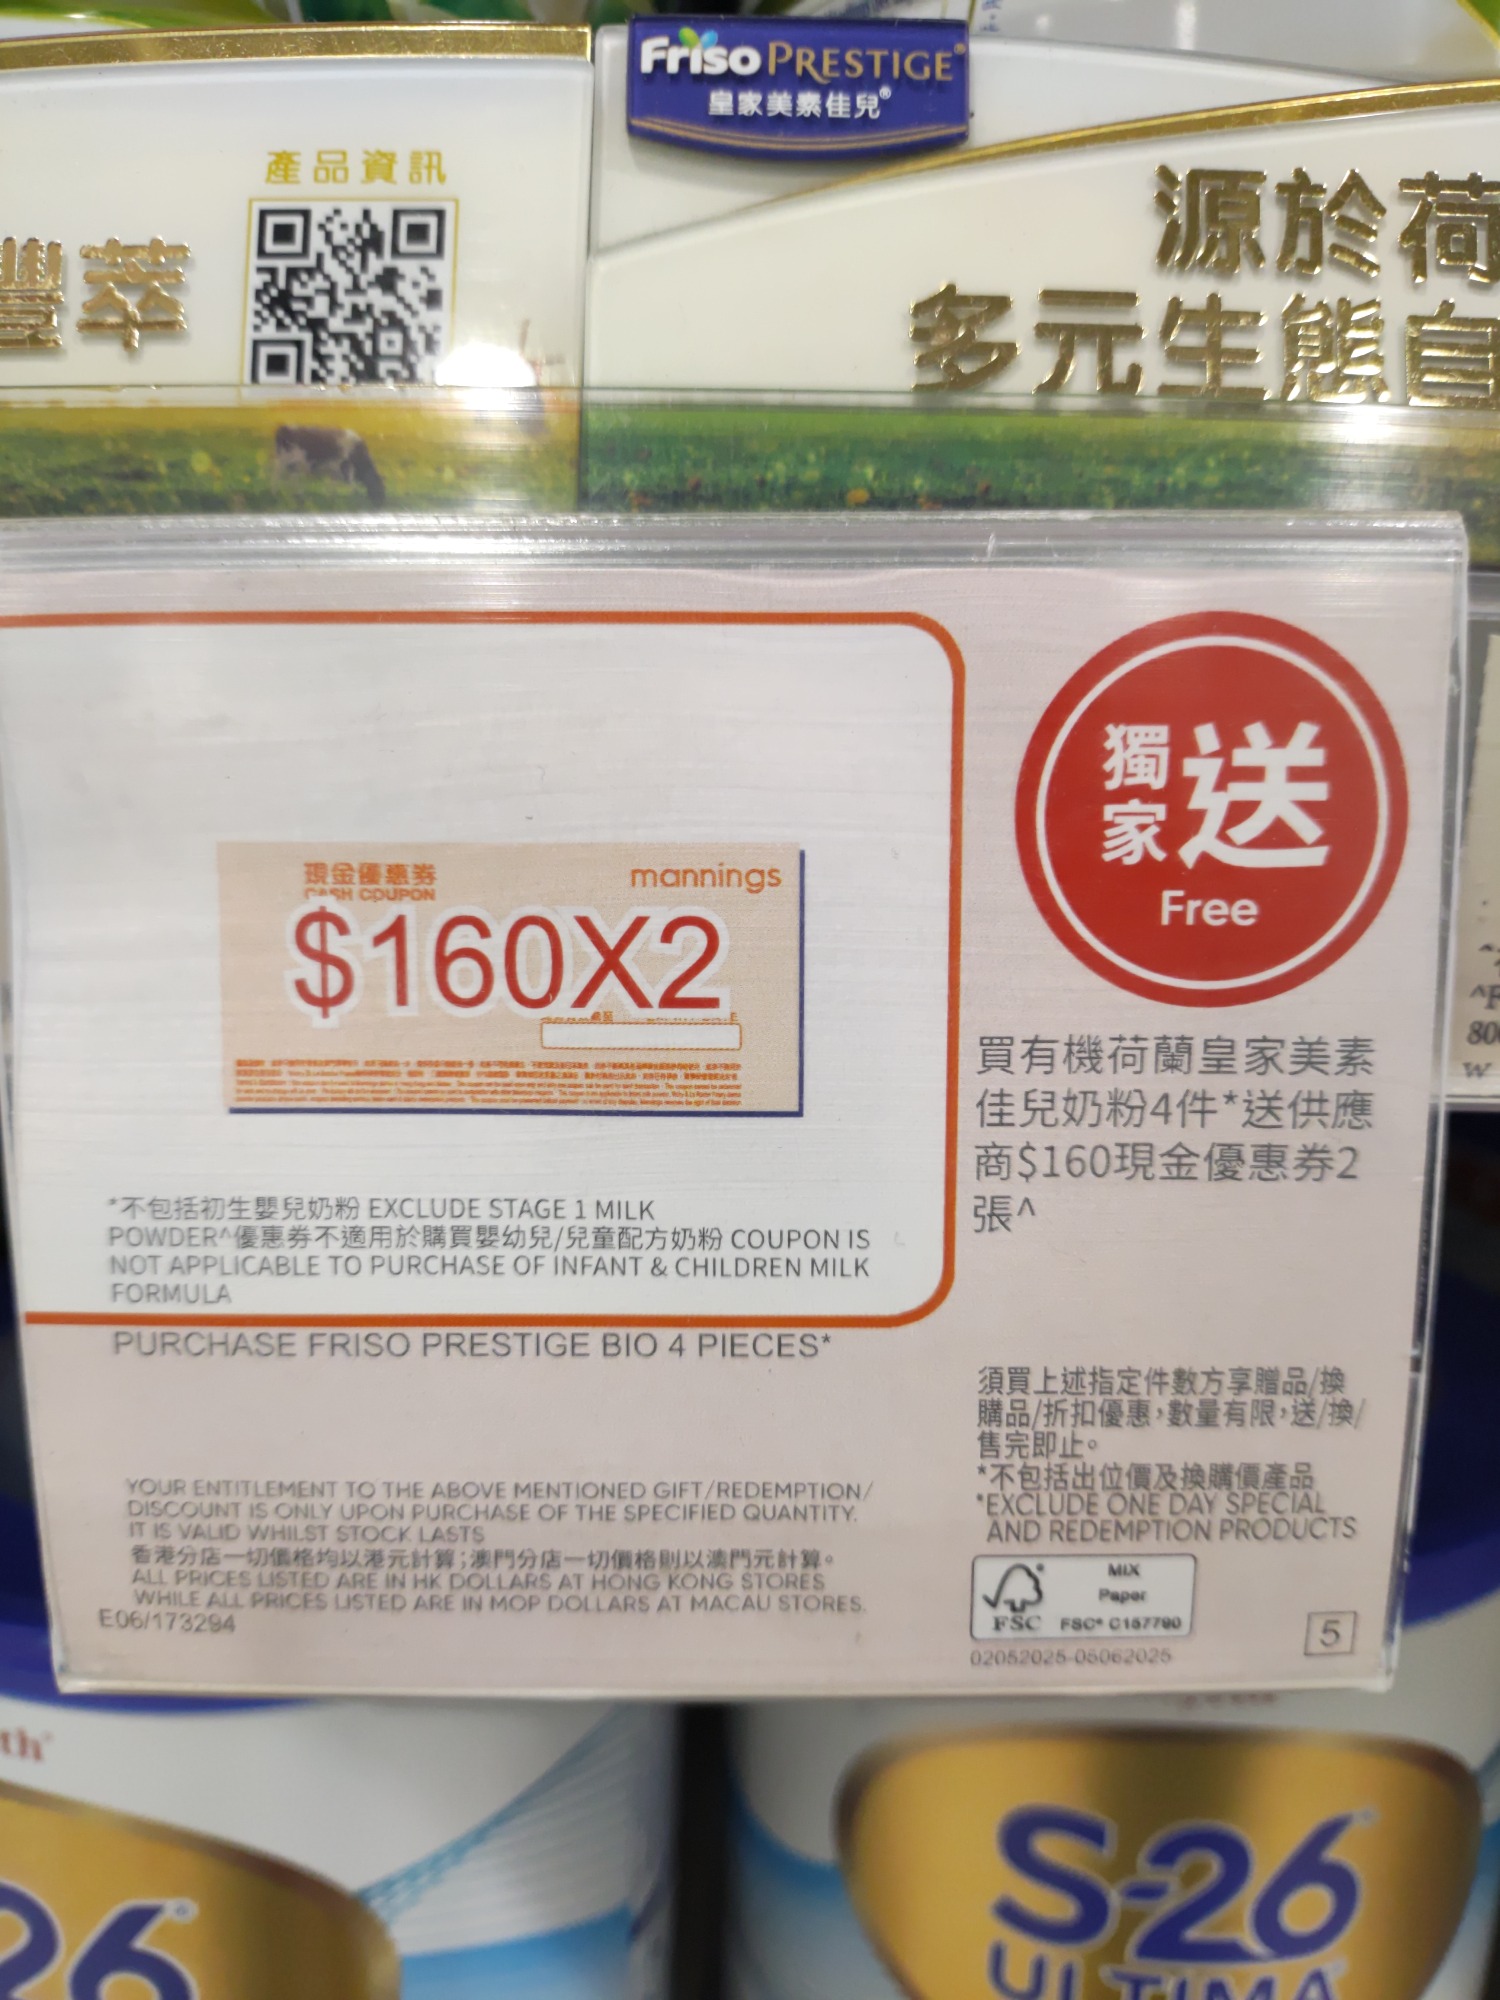 Friso PRESTIGE®
皇家美素佳兒®
產品資訊
豐萃
源於荷
多元生態自
獨家送
Free
現金優惠券
CASH COUPON
mannings
$160X2
買有機荷蘭皇家美素
佳兒奶粉4件*送供應
商$160現金優惠券2
張^
*不包括初生嬰兒奶粉 EXCLUDE STAGE 1 MILK
POWDER^優惠券不適用於購買嬰幼兒/兒童配方奶粉 COUPON IS
NOT APPLICABLE TO PURCHASE OF INFANT & CHILDREN MILK
FORMULA
PURCHASE FRISO PRESTIGE BIO 4 PIECES*
須買上述指定件數方享贈品/換
購品/折扣優惠,數量有限,送/換/
售完即止。
*不包括出位價及換購價產品
*EXCLUDE ONE DAY SPECIAL
AND REDEMPTION PRODUCTS
YOUR ENTITLEMENT TO THE ABOVE MENTIONED GIFT/REDEMPTION/
DISCOUNT IS ONLY UPON PURCHASE OF THE SPECIFIED QUANTITY.
IT IS VALID WHILST STOCK LASTS
香港分店一切價格均以港元計算;澳門分店一切價格則以澳門元計算。
ALL PRICES LISTED ARE IN HK DOLLARS AT HONG KONG STORES
WHILE ALL PRICES LISTED ARE IN MOP DOLLARS AT MACAU STORES.
E06/173294
FSC
MIX
Paper
FSC® C157790
02052025-05062025
5
th
26
S-26
ULTIMA